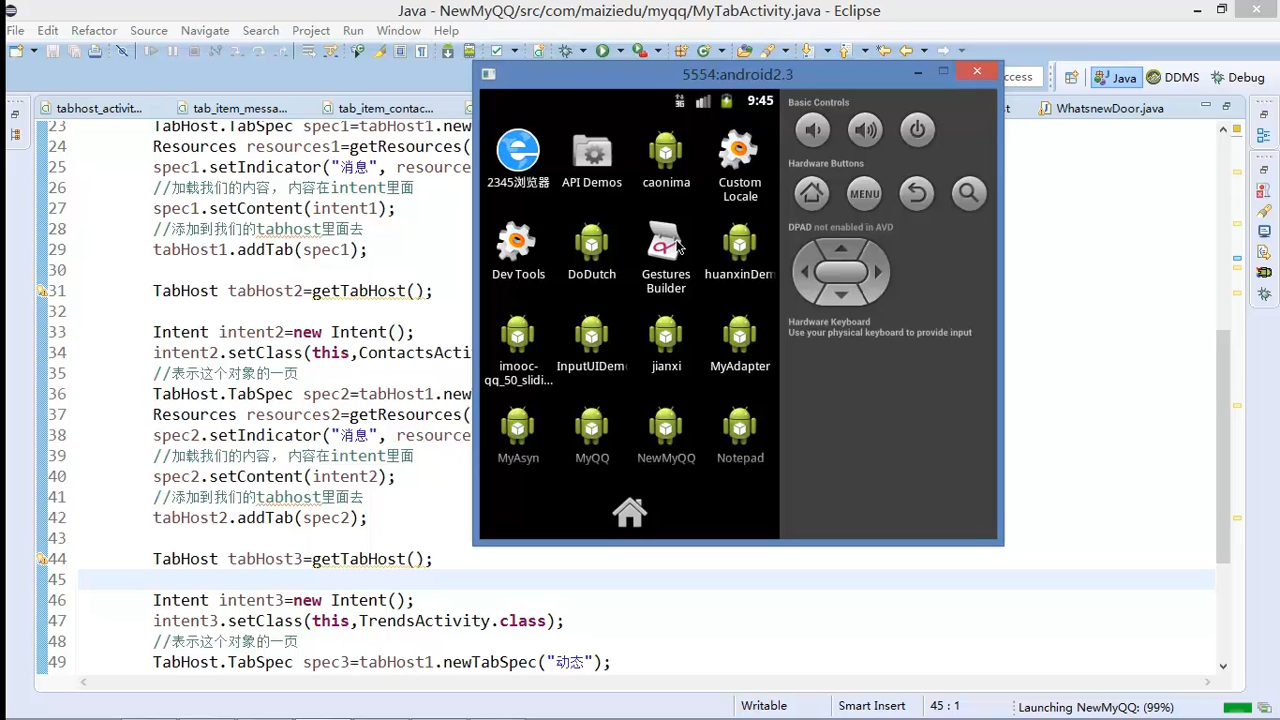 Java - NewMyQQ/src/com/maiziedu/myqq/MyTabActivity.java - Eclipse
File Edit Refactor Source Navigate Search Project Run Window Help
Java DDMS Debug
tabhost_activit... tab_item_messa... tab_item_contac... WhatsnewDoor.java
23 TabHost.TabSpec spec1=tabHost1.new
24 Resources resources1=getResources(
25 spec1.setIndicator("消息", resource
26 //加载我们的内容, 内容在intent里面
27 spec1.setContent(intent1);
28 //添加到我们的tabhost里面去
29 tabHost1.addTab(spec1);
30
31 TabHost tabHost2=getTabHost();
32
33 Intent intent2=new Intent();
34 intent2.setClass(this,ContactsActi
35 //表示这个对象的一页
36 TabHost.TabSpec spec2=tabHost1.new
37 Resources resources2=getResources(
38 spec2.setIndicator("消息", resource
39 //加载我们的内容, 内容在intent里面
40 spec2.setContent(intent2);
41 //添加到我们的tabhost里面去
42 tabHost2.addTab(spec2);
43
44 TabHost tabHost3=getTabHost();
45
46 Intent intent3=new Intent();
47 intent3.setClass(this,TrendsActivity.class);
48 //表示这个对象的一页
49 TabHost.TabSpec spec3=tabHost1.newTabSpec("动态");
5554:android2.3
9:45
2345浏览器 API Demos caonima Custom Locale
Dev Tools DoDutch Gestures Builder huanxinDem
imooc-qq_50_slidi... InputUIDem jianxi MyAdapter
MyAsyn MyQQ NewMyQQ Notepad
Basic Controls
Hardware Buttons
MENU
DPAD not enabled in AVD
Hardware Keyboard
Use your physical keyboard to provide input
Writable Smart Insert 45 : 1 Launching NewMyQQ: (99%)